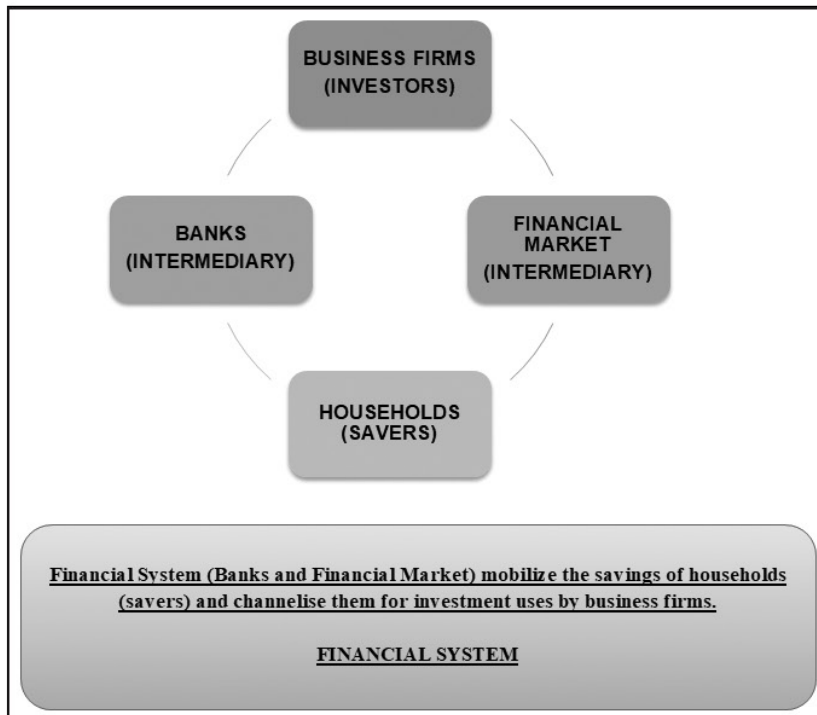 BUSINESS FIRMS
(INVESTORS)
BANKS
(INTERMEDIARY)
FINANCIAL
MARKET
(INTERMEDIARY)
HOUSEHOLDS
(SAVERS)
Financial System (Banks and Financial Market) mobilize the savings of households
(savers) and channelise them for investment uses by business firms.
FINANCIAL SYSTEM